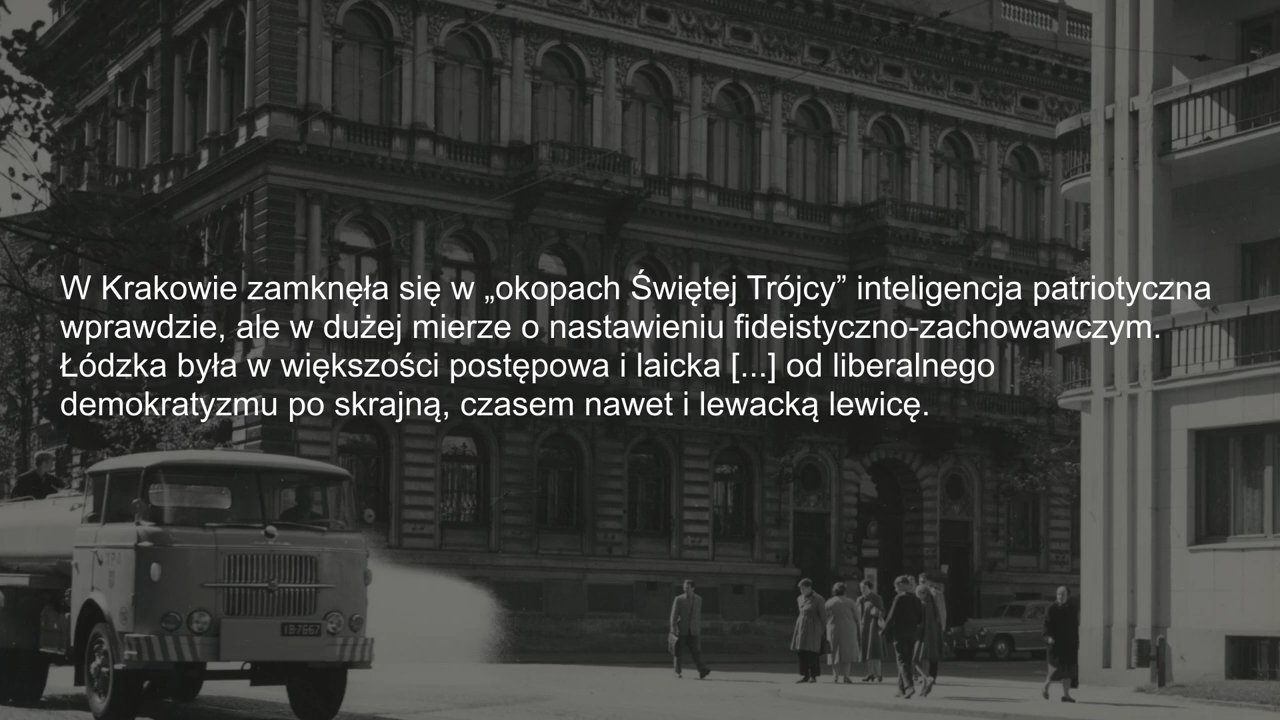 W Krakowie zamknęła się w „okopach Świętej Trójcy” inteligencja patriotyczna
wprawdzie, ale w dużej mierze o nastawieniu fideistyczno-zachowawczym.
Łódzka była w większości postępowa i laicka [...] od liberalnego
demokratyzmu po skrajną, czasem nawet i lewacką lewicę.